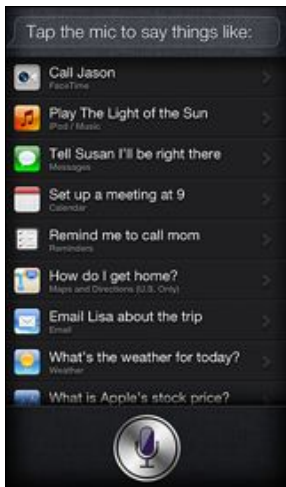 Tap the mic to say things like:
Call Jason
FaceTime
Play The Light of the Sun
iPod / Music
Tell Susan I'll be right there
Messages
Set up a meeting at 9
Calendar
Remind me to call mom
Reminders
How do I get home?
Maps and Directions (U.S. Only)
Email Lisa about the trip
Email
What's the weather for today?
Weather
What is Apple's stock price?